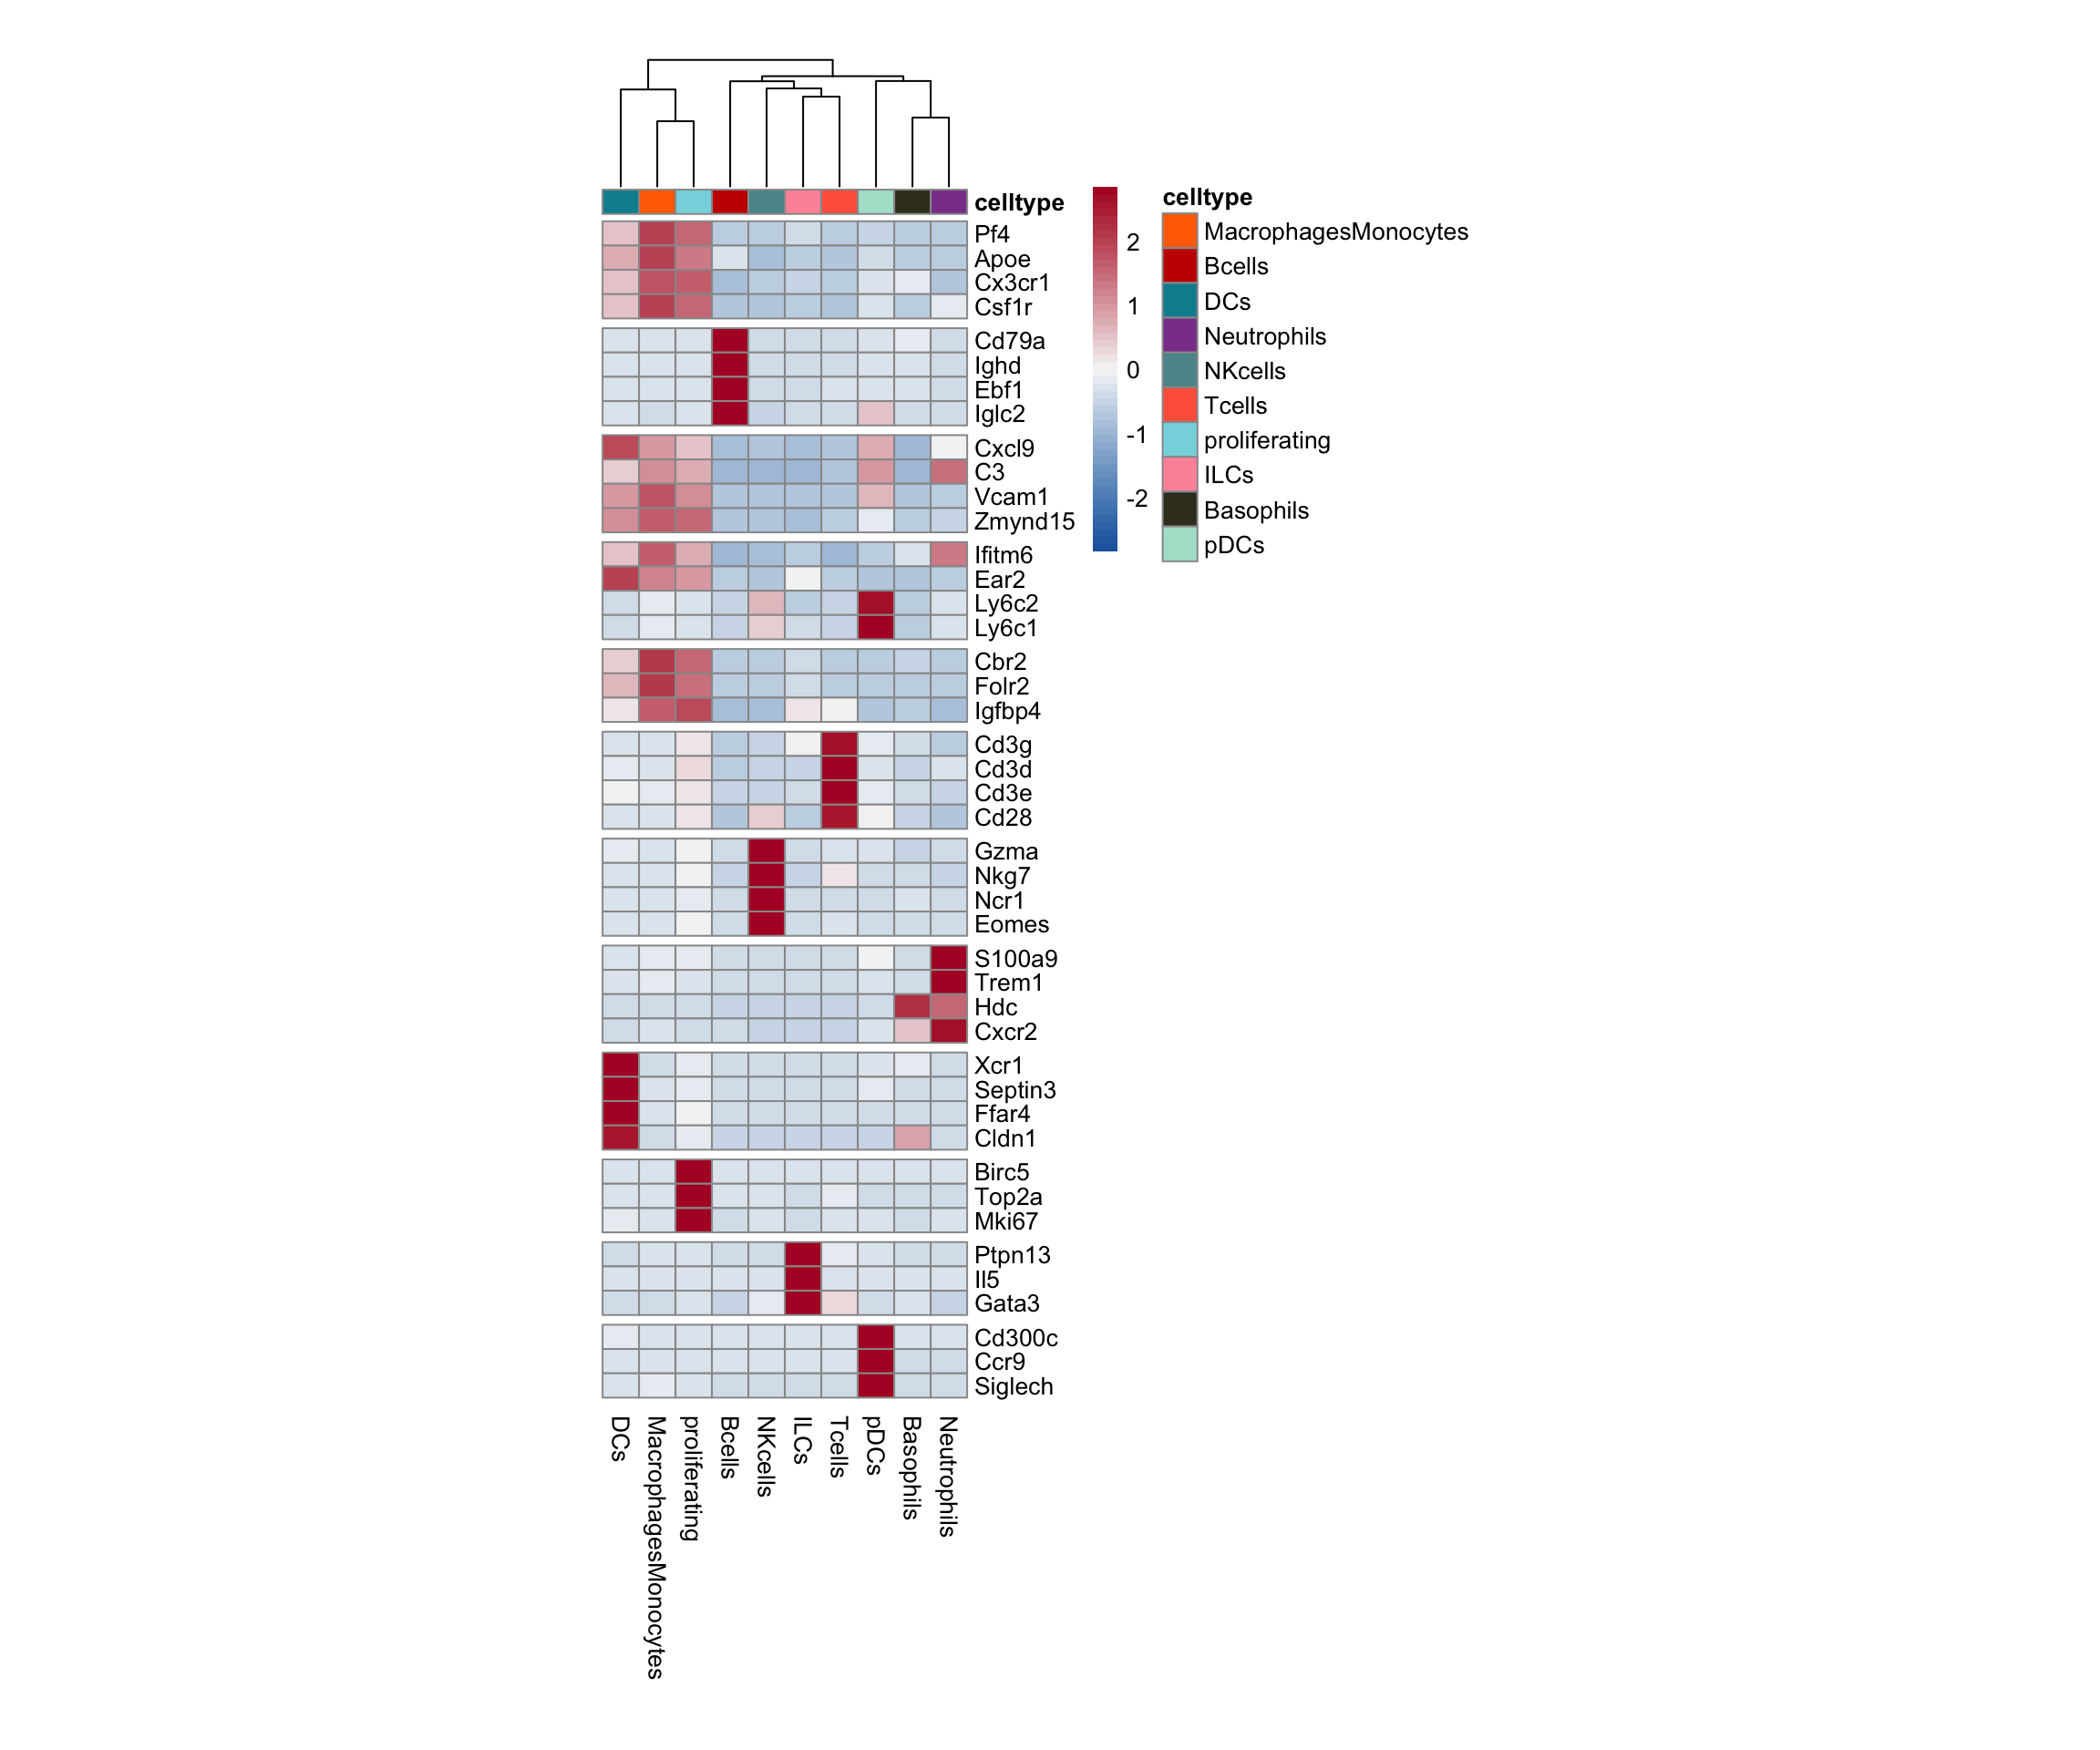 celltype
Pf4
Apoe
Cx3cr1
Csf1r
Cd79a
Ighd
Ebf1
Iglc2
Cxcl9
C3
Vcam1
Zmynd15
Ifitm6
Ear2
Ly6c2
Ly6c1
Cbr2
Folr2
Igfbp4
Cd3g
Cd3d
Cd3e
Cd28
Gzma
Nkg7
Ncr1
Eomes
S100a9
Trem1
Hdc
Cxcr2
Xcr1
Septin3
Ffar4
Cldn1
Birc5
Top2a
Mki67
Ptpn13
Il5
Gata3
Cd300c
Ccr9
Siglech
DCs
MacrophagesMonocytes
proliferating
Bcells
NKcells
ILCs
Tcells
pDCs
Basophils
Neutrophils
2
1
0
-1
-2
celltype
MacrophagesMonocytes
Bcells
DCs
Neutrophils
NKcells
Tcells
proliferating
ILCs
Basophils
pDCs